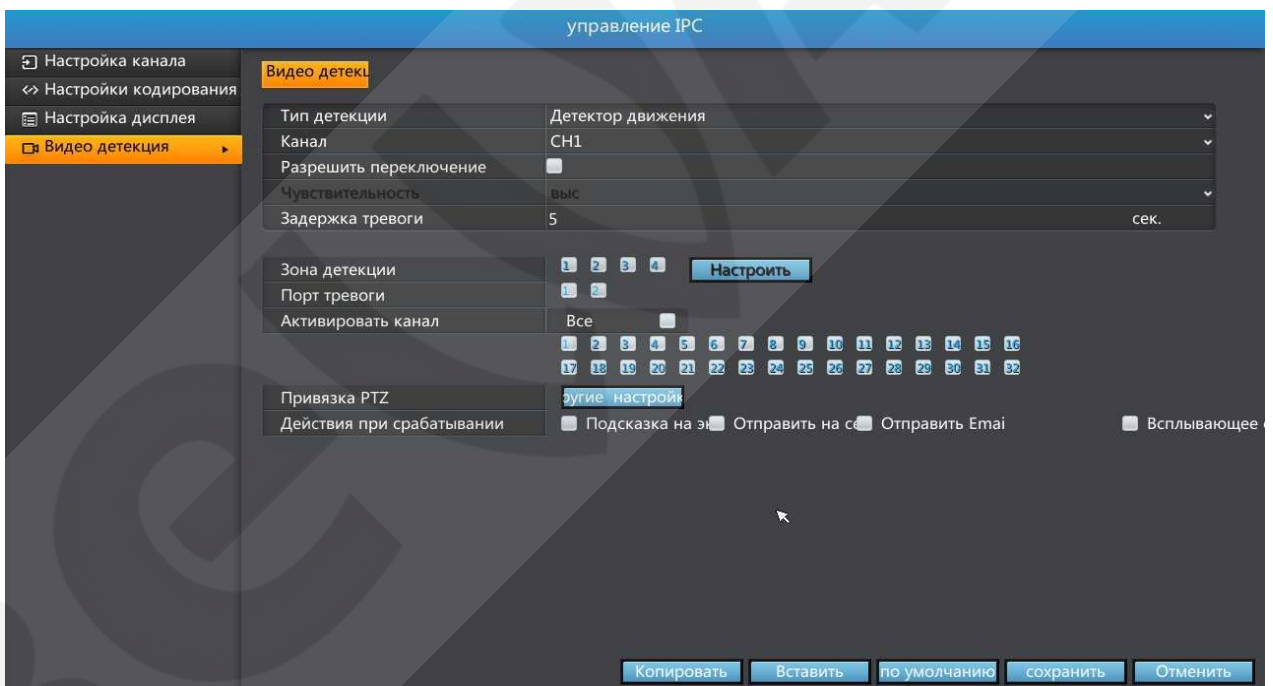 управление IPC
Настройка канала
Настройки кодирования
Настройка дисплея
Видео детекция
Видео детекц
Тип детекции Детектор движения
Канал CH1
Разрешить переключение
Чувствительность выс
Задержка тревоги 5 сек.
Зона детекции 1 2 3 4 Настроить
Порт тревоги 1 2
Активировать канал Все
1 2 3 4 5 6 7 8 9 10 11 12 13 14 15 16
17 18 19 20 21 22 23 24 25 26 27 28 29 30 31 32
Привязка PTZ ругие настройк
Действия при срабатывании Подсказка на эк Отправить на се Отправить Emai Всплывающее
Копировать Вставить по умолчанию сохранить Отменить